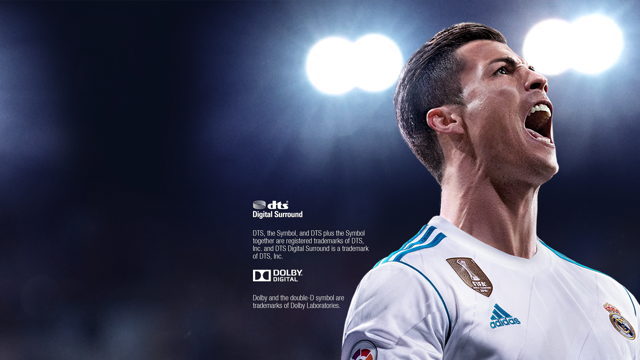 dts
Digital Surround
DTS, the Symbol, and DTS plus the Symbol
together are registered trademarks of DTS,
Inc. and DTS Digital Surround is a trademark
of DTS, Inc.
DOLBY
DIGITAL
Dolby and the double-D symbol are
trademarks of Dolby Laboratories.
FIFA
adidas